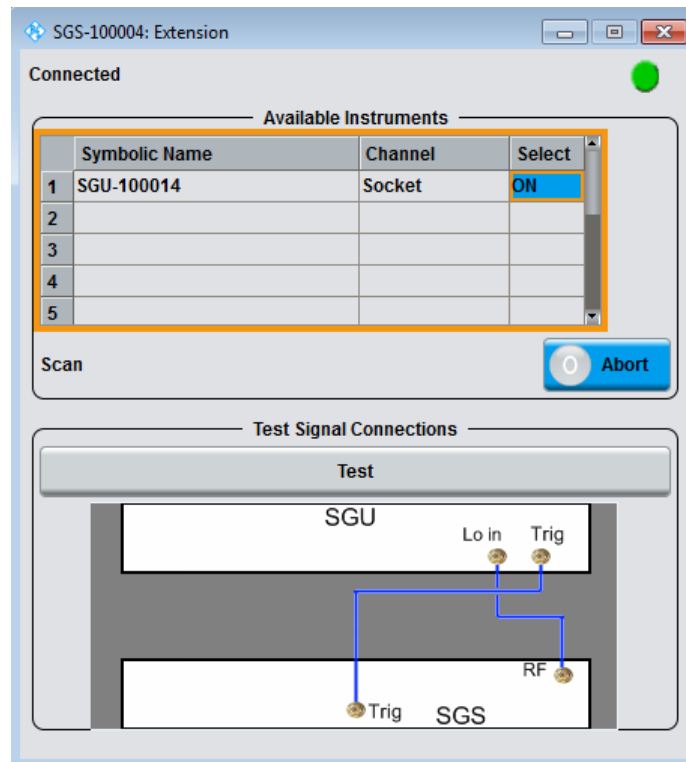 SGS-100004: Extension
Connected
Available Instruments
Symbolic Name Channel Select
1 SGU-100014 Socket ON
2
3
4
5
Scan 0 Abort
Test Signal Connections
Test
SGU
Lo in Trig
RF
Trig SGS